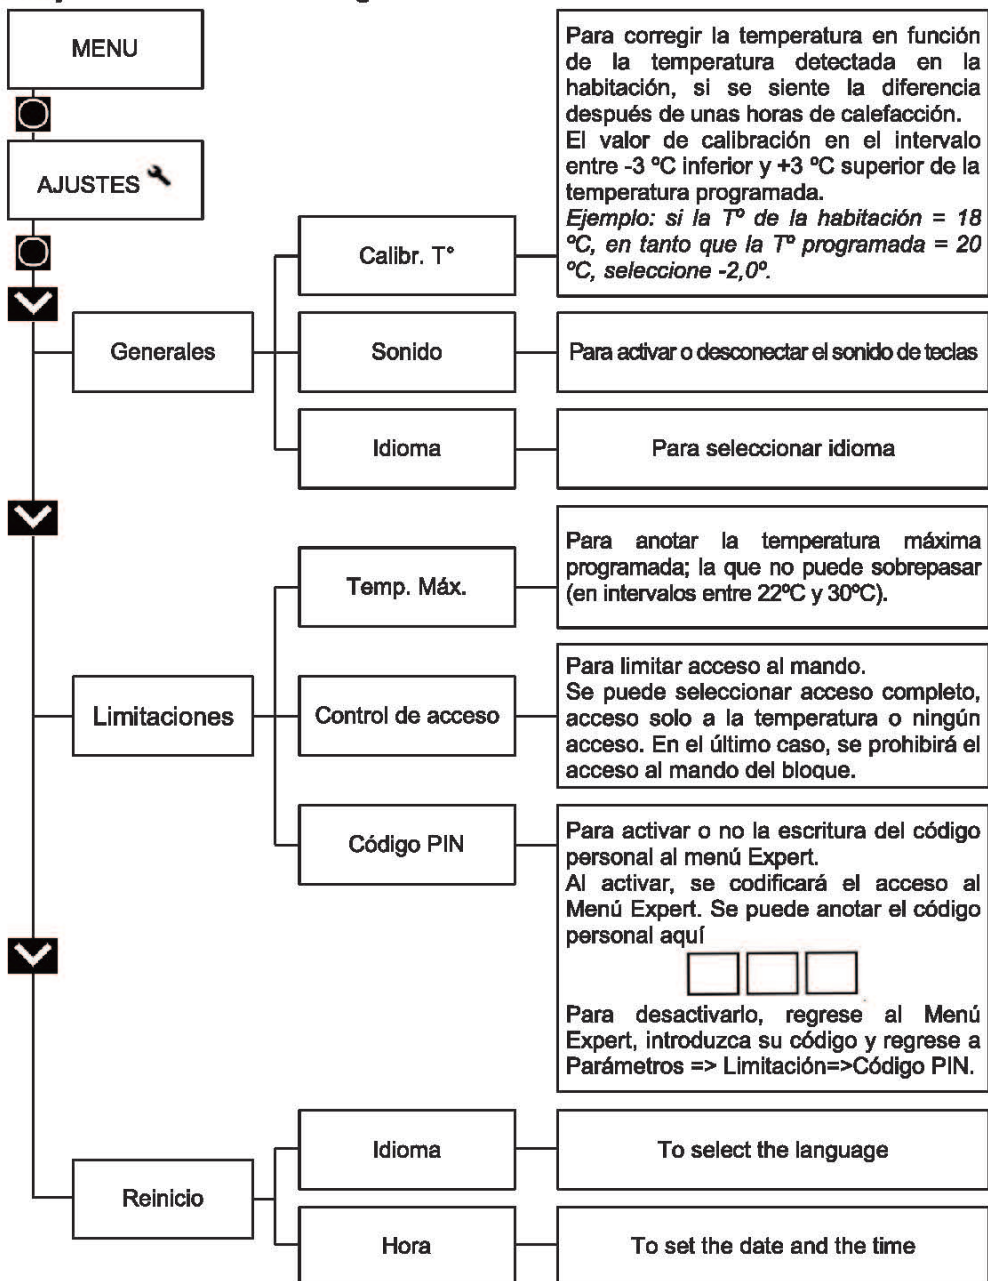 MENU
AJUSTES
Generales
Calibr. T°
Para corregir la temperatura en función
de la temperatura detectada en la
habitación, si se siente la diferencia
después de unas horas de calefacción.
El valor de calibración en el intervalo
entre -3 ºC inferior y +3 ºC superior de la
temperatura programada.
Ejemplo: si la Tº de la habitación = 18
ºC, en tanto que la Tº programada = 20
ºC, seleccione -2,0º.
Sonido
Para activar o desconectar el sonido de teclas
Idioma
Para seleccionar idioma
Limitaciones
Temp. Máx.
Para anotar la temperatura máxima
programada; la que no puede sobrepasar
(en intervalos entre 22ºC y 30ºC).
Control de acceso
Para limitar acceso al mando.
Se puede seleccionar acceso completo,
acceso solo a la temperatura o ningún
acceso. En el último caso, se prohibirá el
acceso al mando del bloque.
Código PIN
Para activar o no la escritura del código
personal al menú Expert.
Al activar, se codificará el acceso al
Menú Expert. Se puede anotar el código
personal aquí
Para desactivarlo, regrese al Menú
Expert, introduzca su código y regrese a
Parámetros => Limitación=>Código PIN.
Reinicio
Idioma
To select the language
Hora
To set the date and the time